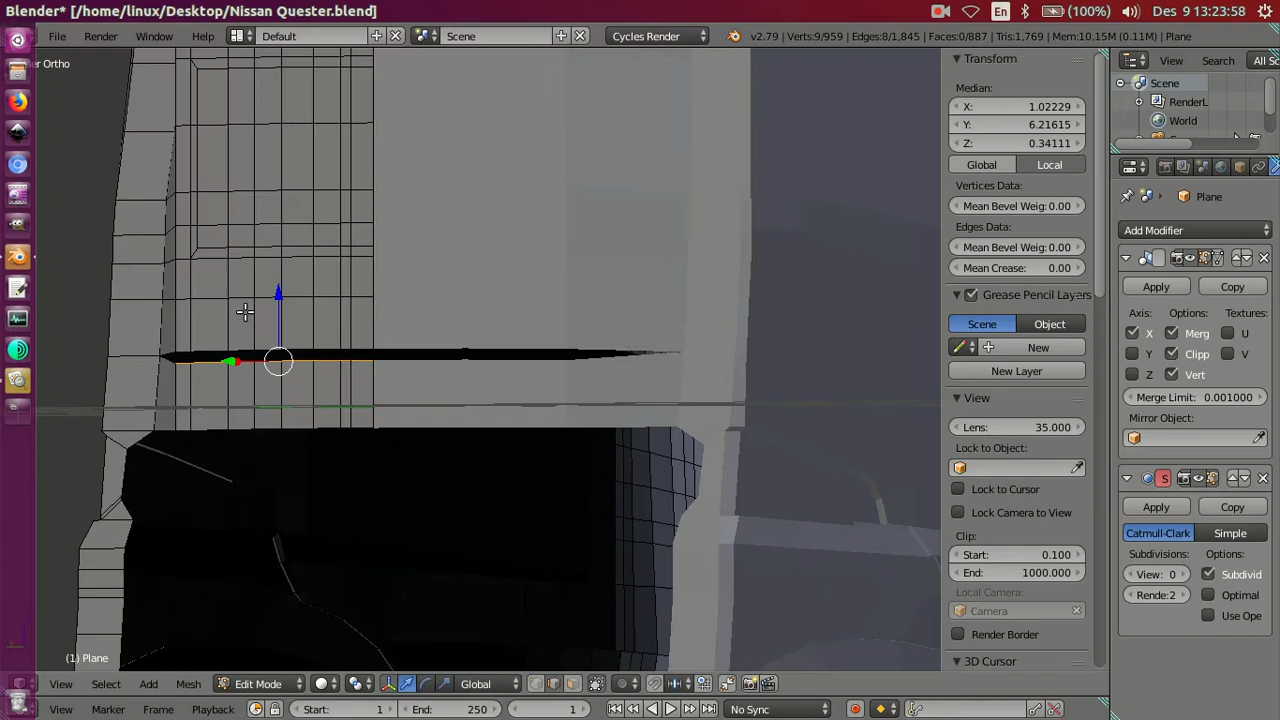 Blender* [/home/linux/Desktop/Nissan Quester.blend]
En (100%) Des 9 13:23:58
File Render Window Help Default Scene Cycles Render v2.79 | Verts:9/959 | Edges:8/1,845 | Faces:0/887 | Tris:1,769 | Mem:10.15M (0.11M) | Plane
er Ortho
Transform
Median:
X: 1.02229
Y: 6.21615
Z: 0.34111
Global Local
Vertices Data:
Mean Bevel Weig: 0.00
Edges Data:
Mean Bevel Weig: 0.00
Mean Crease: 0.00
Grease Pencil Layers
Scene Object
New
New Layer
View
Lens: 35.000
Lock to Object:
Lock to Cursor
Lock Camera to View
Clip:
Start: 0.100
End: 1000.000
Local Camera:
Camera
Render Border
3D Cursor
View Search All Sc
Scene
RenderL
World
Plane
Add Modifier
Apply Copy
Axis: Options: Textures:
X Merg U
Y Clipp V
Z Vert
Merge Limit: 0.001000
Mirror Object:
S
Apply Copy
Catmull-Clark Simple
Subdivisions: Options:
View: 0 Subdivid
Rende: 2 Optimal
Use Ope
(1) Plane
View Select Add Mesh Edit Mode Global
View Marker Frame Playback Start: 1 End: 250 1 No Sync